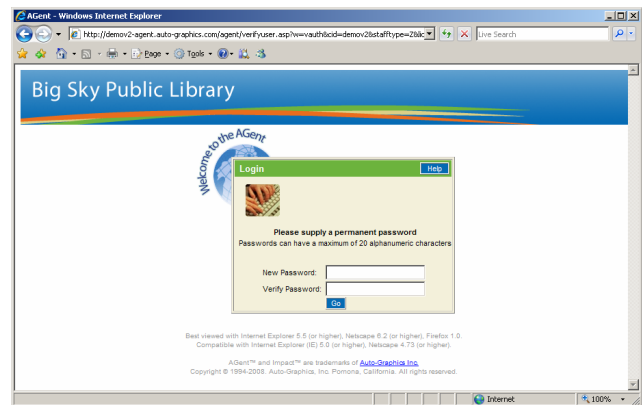 AGent - Windows Internet Explorer
http://demov2-agent.auto-graphics.com/agent/verifyuser.asp?w=vauth&cid=demov2&stafftype=Z&lic
Live Search
Page Tools
Big Sky Public Library
Welcome to the AGent
Login Help
Please supply a permanent password
Passwords can have a maximum of 20 alphanumeric characters
New Password:
Verify Password:
Go
Best viewed with Internet Explorer 5.5 (or higher), Netscape 6.2 (or higher), Firefox 1.0.
Compatible with Internet Explorer (IE) 5.0 (or higher), Netscape 4.73 (or higher).
AGent™ and Impact™ are trademarks of Auto-Graphics Inc.
Copyright © 1994-2008. Auto-Graphics, Inc. Pomona, California. All rights reserved.
Internet 100%